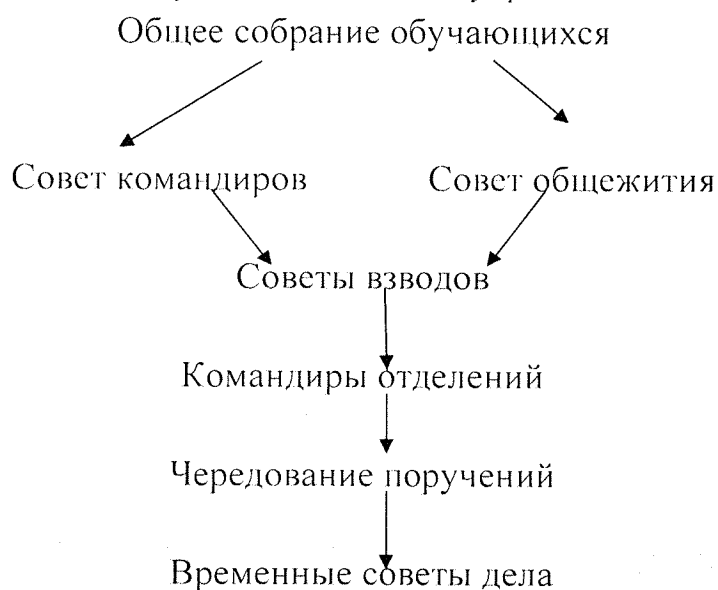 Общее собрание обучающихся
Совет командиров
Совет общежития
Советы взводов
Командиры отделений
Чередование поручений
Временные советы дела